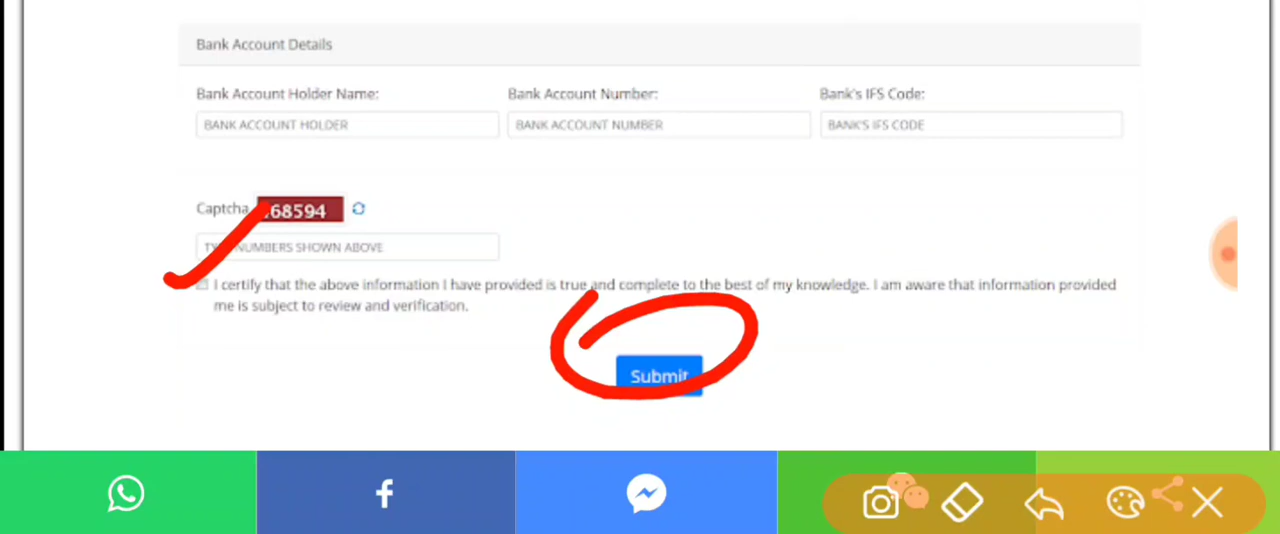 Bank Account Details
Bank Account Holder Name: Bank Account Number: Bank's IFS Code:
BANK ACCOUNT HOLDER BANK ACCOUNT NUMBER BANK'S IFS CODE
Captcha 68594
NUMBERS SHOWN ABOVE
I certify that the above information I have provided is true and complete to the best of my knowledge. I am aware that information provided
me is subject to review and verification.
Submit